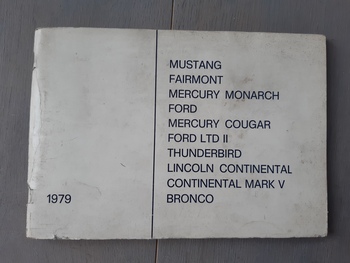 MUSTANG
FAIRMONT
MERCURY MONARCH
FORD
MERCURY COUGAR
FORD LTD II
THUNDERBIRD
LINCOLN CONTINENTAL
CONTINENTAL MARK V
1979
BRONCO